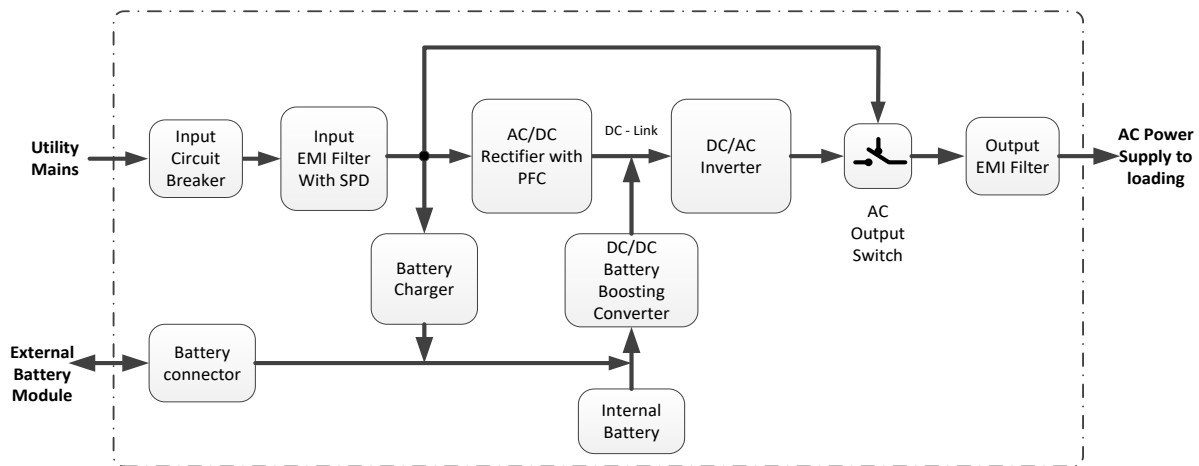 Utility
Mains
Input
Circuit
Breaker
Input
EMI Filter
With SPD
AC/DC
Rectifier with
PFC
DC - Link
DC/AC
Inverter
AC
Output
Switch
Output
EMI Filter
AC Power
Supply to
loading
Battery
Charger
DC/DC
Battery
Boosting
Converter
External
Battery
Module
Battery
connector
Internal
Battery